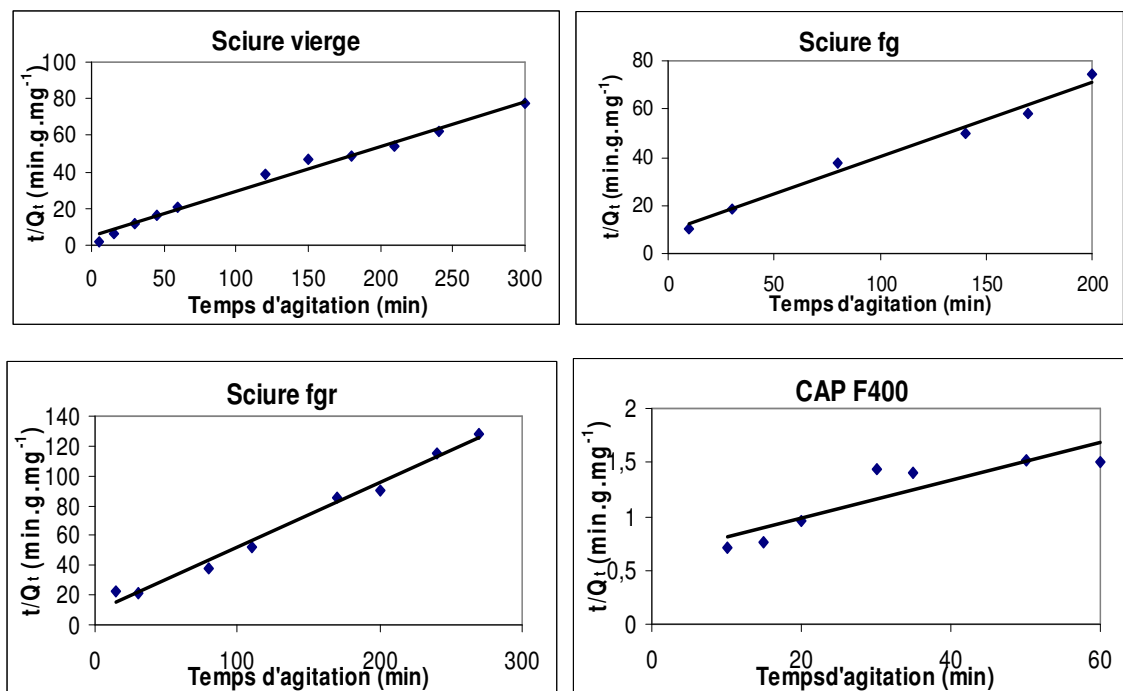 Sciure vierge
t/Qt (min.g.mg-1)
100
80
60
40
20
0
0 50 100 150 200 250 300
Temps d'agitation (min)
Sciure fg
t/Qt (min.g.mg-1)
80
60
40
20
0
0 50 100 150 200
Temps d'agitation (min)
Sciure fgr
t/Qt (min.g.mg-1)
140
120
100
80
60
40
20
0
0 100 200 300
Temps d'agitation (min)
CAP F400
t/Qt (min.g.mg-1)
2
1,5
1
0,5
0
0 20 40 60
Tempsd'agitation (min)